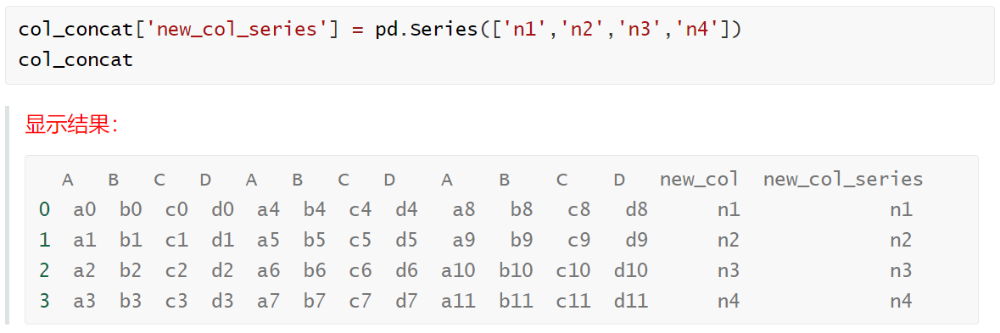 col_concat['new_col_series'] = pd.Series(['n1','n2','n3','n4'])
col_concat
显示结果：
A B C D A B C D A B C D new_col new_col_series
0 a0 b0 c0 d0 a4 b4 c4 d4 a8 b8 c8 d8 n1 n1
1 a1 b1 c1 d1 a5 b5 c5 d5 a9 b9 c9 d9 n2 n2
2 a2 b2 c2 d2 a6 b6 c6 d6 a10 b10 c10 d10 n3 n3
3 a3 b3 c3 d3 a7 b7 c7 d7 a11 b11 c11 d11 n4 n4